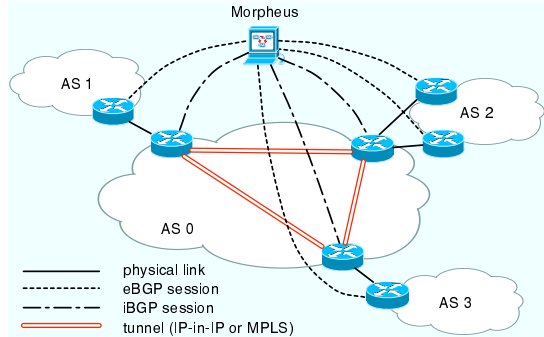 Morpheus
AS 1
AS 2
AS 0
AS 3
physical link
eBGP session
iBGP session
tunnel (IP-in-IP or MPLS)